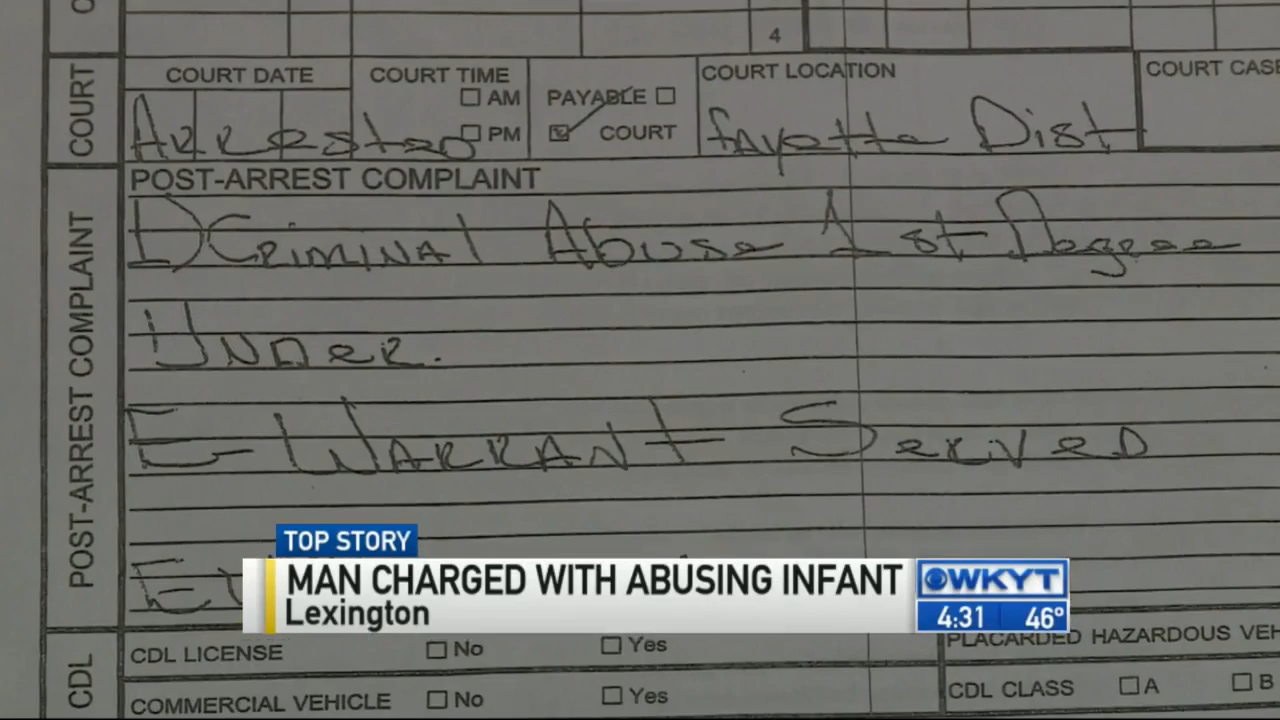 4
COURT
COURT DATE
COURT TIME
AM
PAYABLE
COURT LOCATION
COURT CASE
Arrested
PM
COURT
Fayette Dist
POST-ARREST COMPLAINT
POST-ARREST COMPLAINT
Criminal Abuse 1st Degree
Under.
E-Warrant Served
TOP STORY
MAN CHARGED WITH ABUSING INFANT
Lexington
WKYT
4:31 46°
CDL
CDL LICENSE No Yes
PLACARDED HAZARDOUS VEH
COMMERCIAL VEHICLE No Yes
CDL CLASS A B